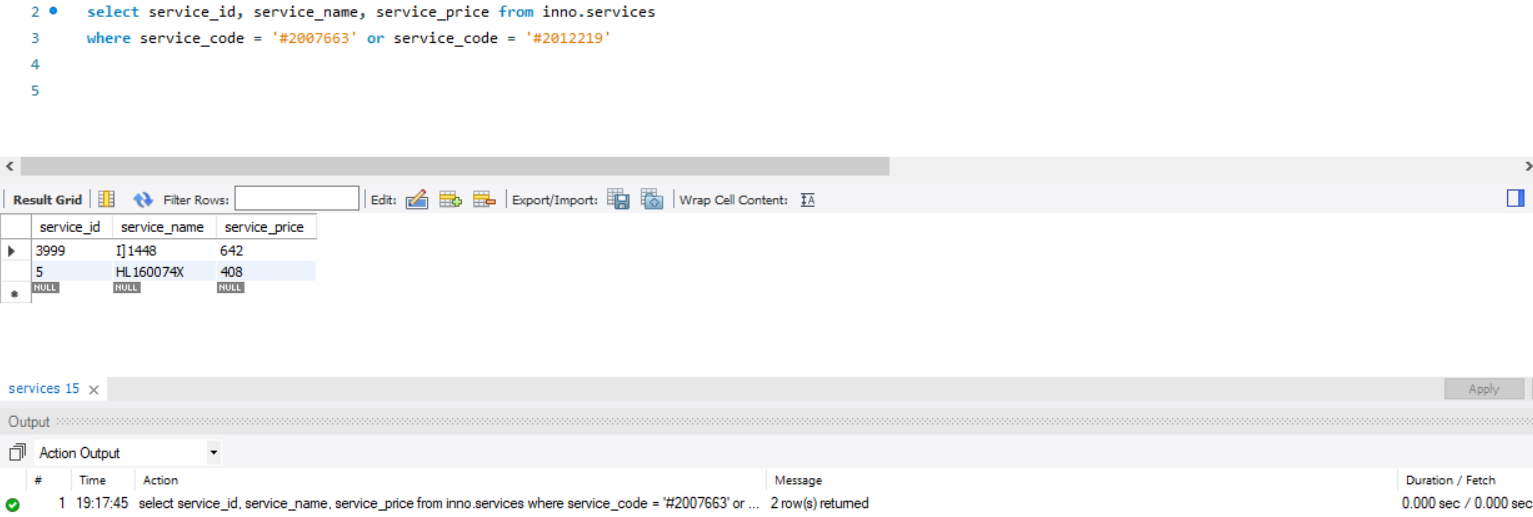 2 select service_id, service_name, service_price from inno.services
3 where service_code = '#2007663' or service_code = '#2012219'
4
5
Result Grid Filter Rows: Edit: Export/Import: Wrap Cell Content: IA
service_id service_name service_price
3999 I]1448 642
5 HL160074X 408
NULL NULL NULL
services 15 Apply
Output
Action Output
# Time Action Message Duration / Fetch
1 19:17:45 select service_id, service_name, service_price from inno.services where service_code = '#2007663' or ... 2 row(s) returned 0.000 sec / 0.000 sec